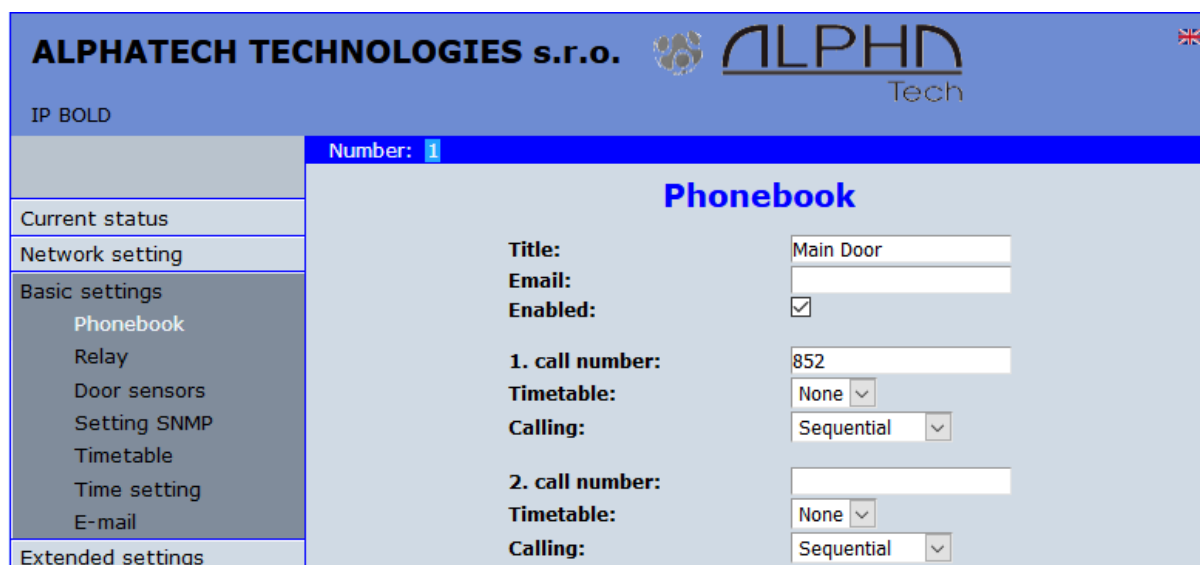 ALPHATECH TECHNOLOGIES s.r.o.
ALPHA
Tech
IP BOLD
Number: 1
Phonebook
Current status
Network setting
Basic settings
Phonebook
Relay
Door sensors
Setting SNMP
Timetable
Time setting
E-mail
Extended settings
Title: Main Door
Email:
Enabled:
1. call number: 852
Timetable: None
Calling: Sequential
2. call number:
Timetable: None
Calling: Sequential